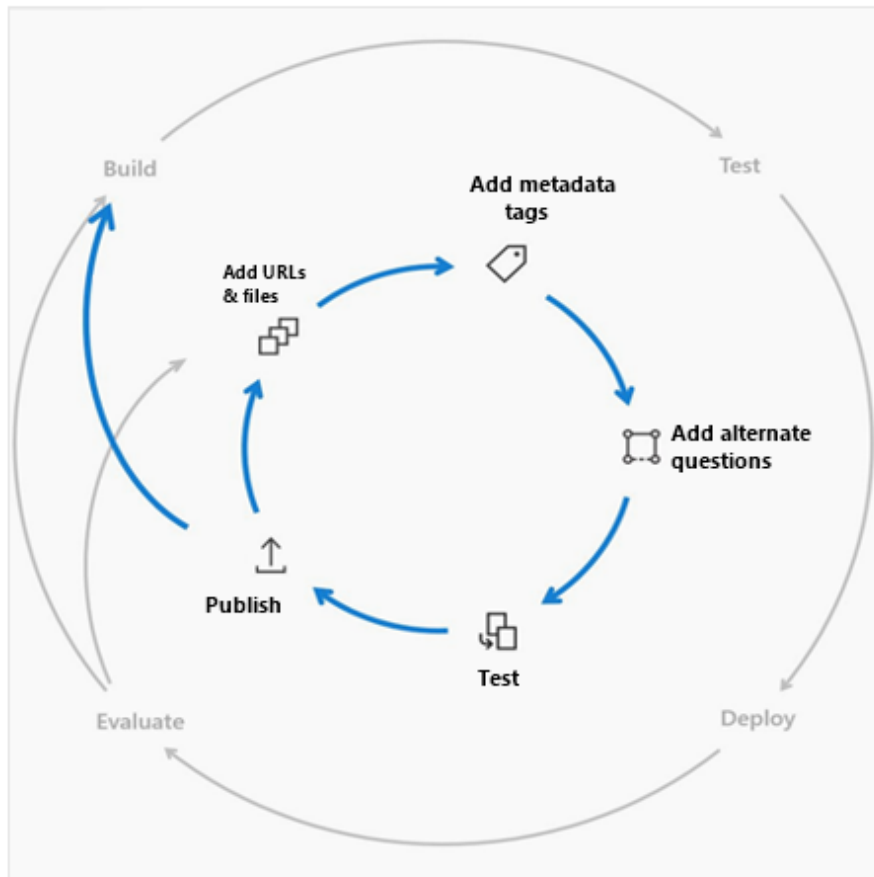 Build
Test
Add metadata
tags
Add URLs
& files
Add alternate
questions
Publish
Test
Evaluate
Deploy